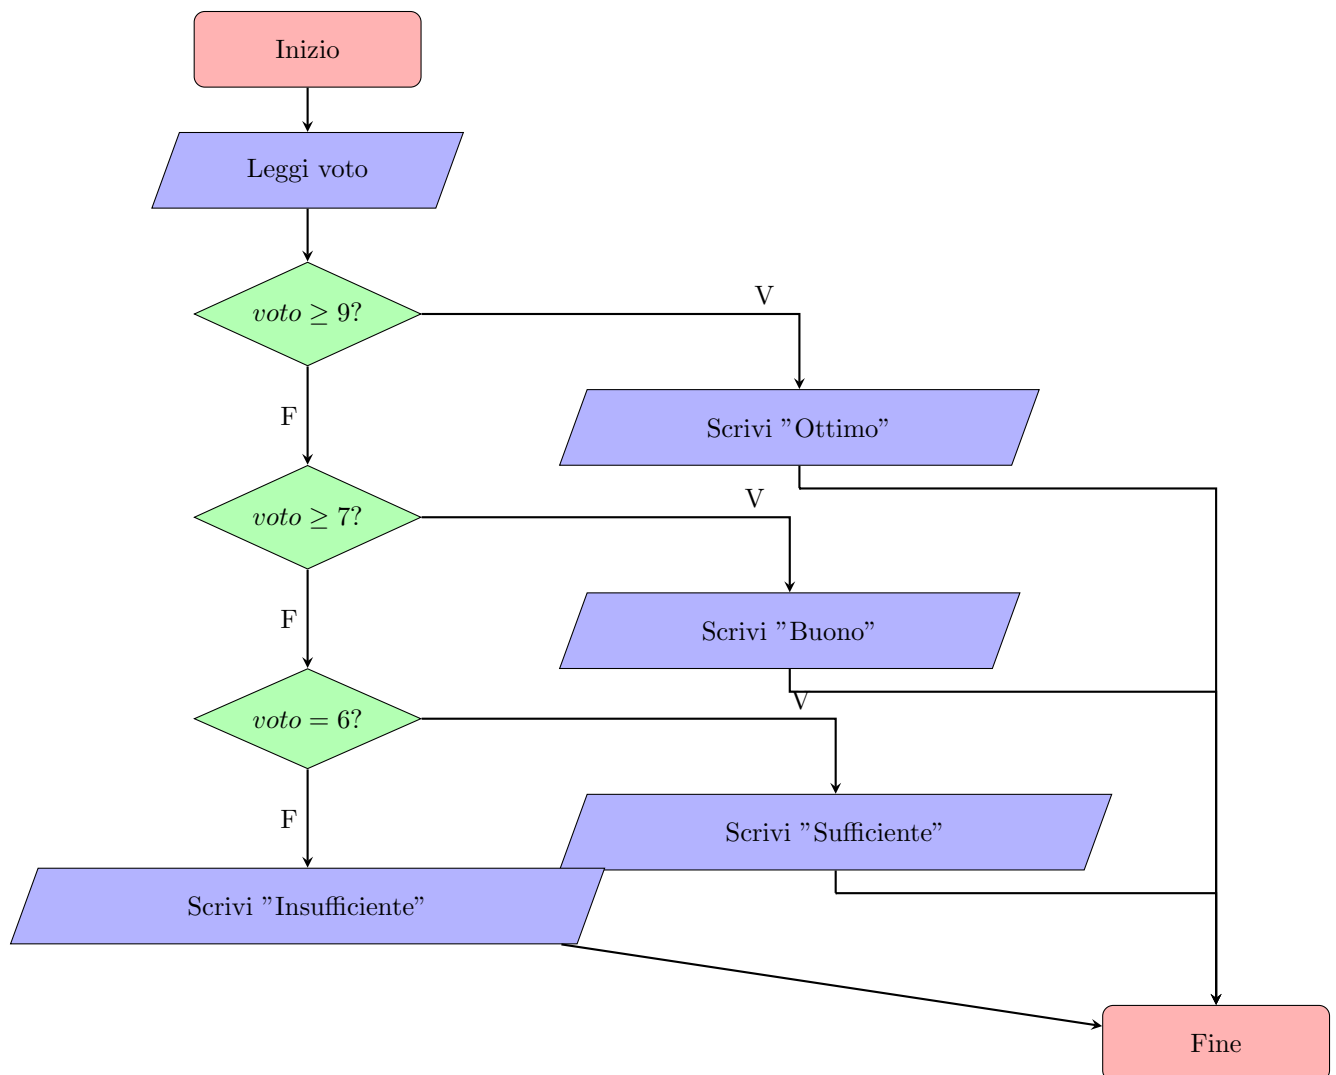 Inizio
Leggi voto
voto ≥ 9?
V
F
Scrivi ”Ottimo”
voto ≥ 7?
V
F
Scrivi ”Buono”
voto = 6?
V
F
Scrivi ”Sufficiente”
Scrivi ”Insufficiente”
Fine